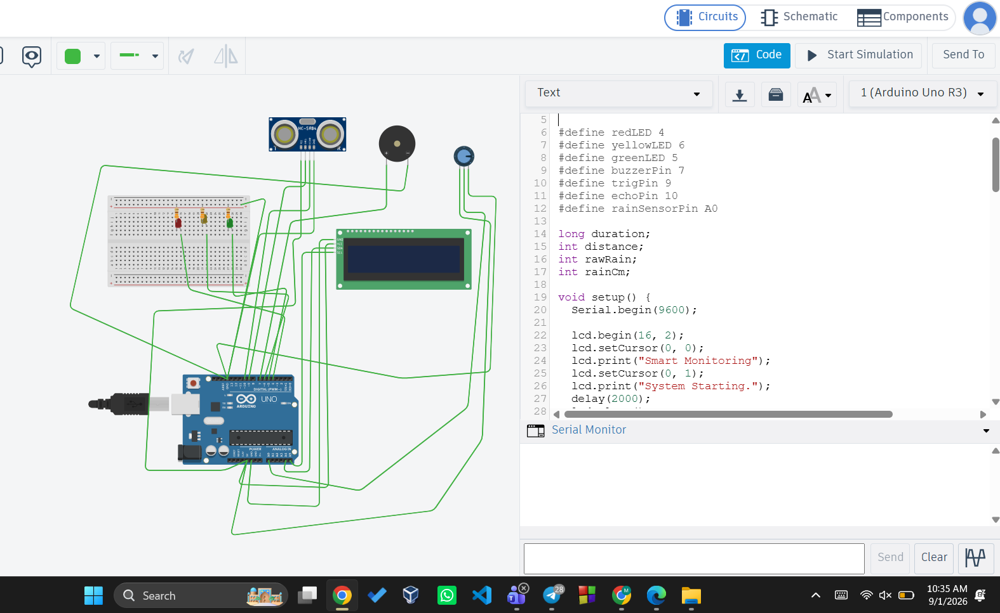 Circuits
Schematic
Components
Code
Start Simulation
Send To
Text
1 (Arduino Uno R3)
5
6 #define redLED 4
7 #define yellowLED 6
8 #define greenLED 5
9 #define buzzerPin 7
10 #define trigPin 9
11 #define echoPin 10
12 #define rainSensorPin A0
13
14 long duration;
15 int distance;
16 int rawRain;
17 int rainCm;
18
19 void setup() {
20 Serial.begin(9600);
21
22 lcd.begin(16, 2);
23 lcd.setCursor(0, 0);
24 lcd.print("Smart Monitoring");
25 lcd.setCursor(0, 1);
26 lcd.print("System Starting.");
27 delay(2000);
28
HC-SR04
T
R
DIGITAL (PWM~)
UNO
ARDUINO
POWER
ANALOG IN
Serial Monitor
Send
Clear
Search
28
M
10:35 AM
9/1/2026